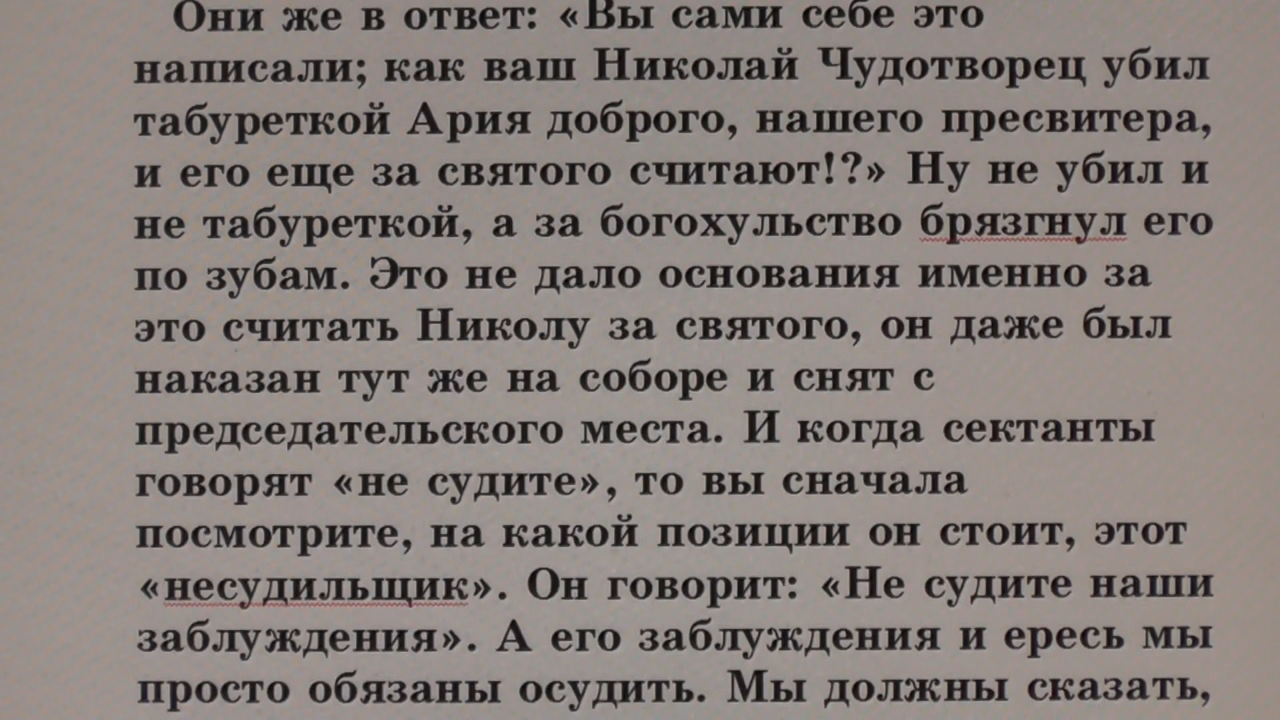 Они же в ответ: «Вы сами себе это
написали; как ваш Николай Чудотворец убил
табуреткой Ария доброго, нашего пресвитера,
и его еще за святого считают!?» Ну не убил и
не табуреткой, а за богохульство брязгнул его
по зубам. Это не дало основания именно за
это считать Николу за святого, он даже был
наказан тут же на соборе и снят с
председательского места. И когда сектанты
говорят «не судите», то вы сначала
посмотрите, на какой позиции он стоит, этот
«несудильщик». Он говорит: «Не судите наши
заблуждения». А его заблуждения и ересь мы
просто обязаны осудить. Мы должны сказать,